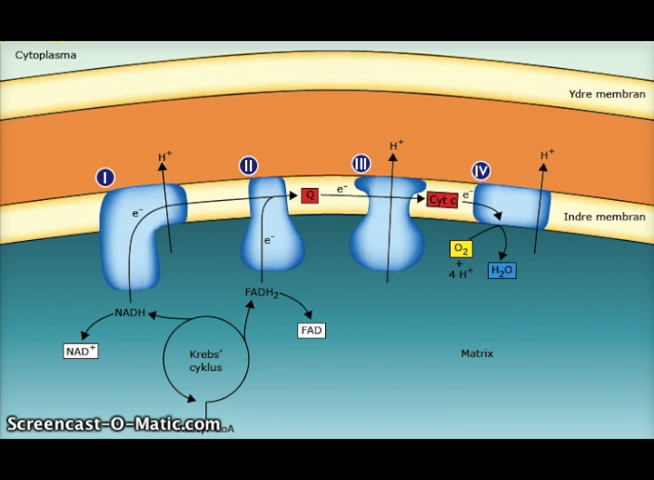 Cytoplasma
Ydre membran
H⁺
I
H⁺
II
III
IV
H⁺
e⁻
Q
e⁻
Cyt c
e⁻
Indre membran
e⁻
O₂
+
4 H⁺
H₂O
NADH
FADH₂
NAD⁺
FAD
Krebs'
cyklus
Matrix
Screencast-O-Matic.com